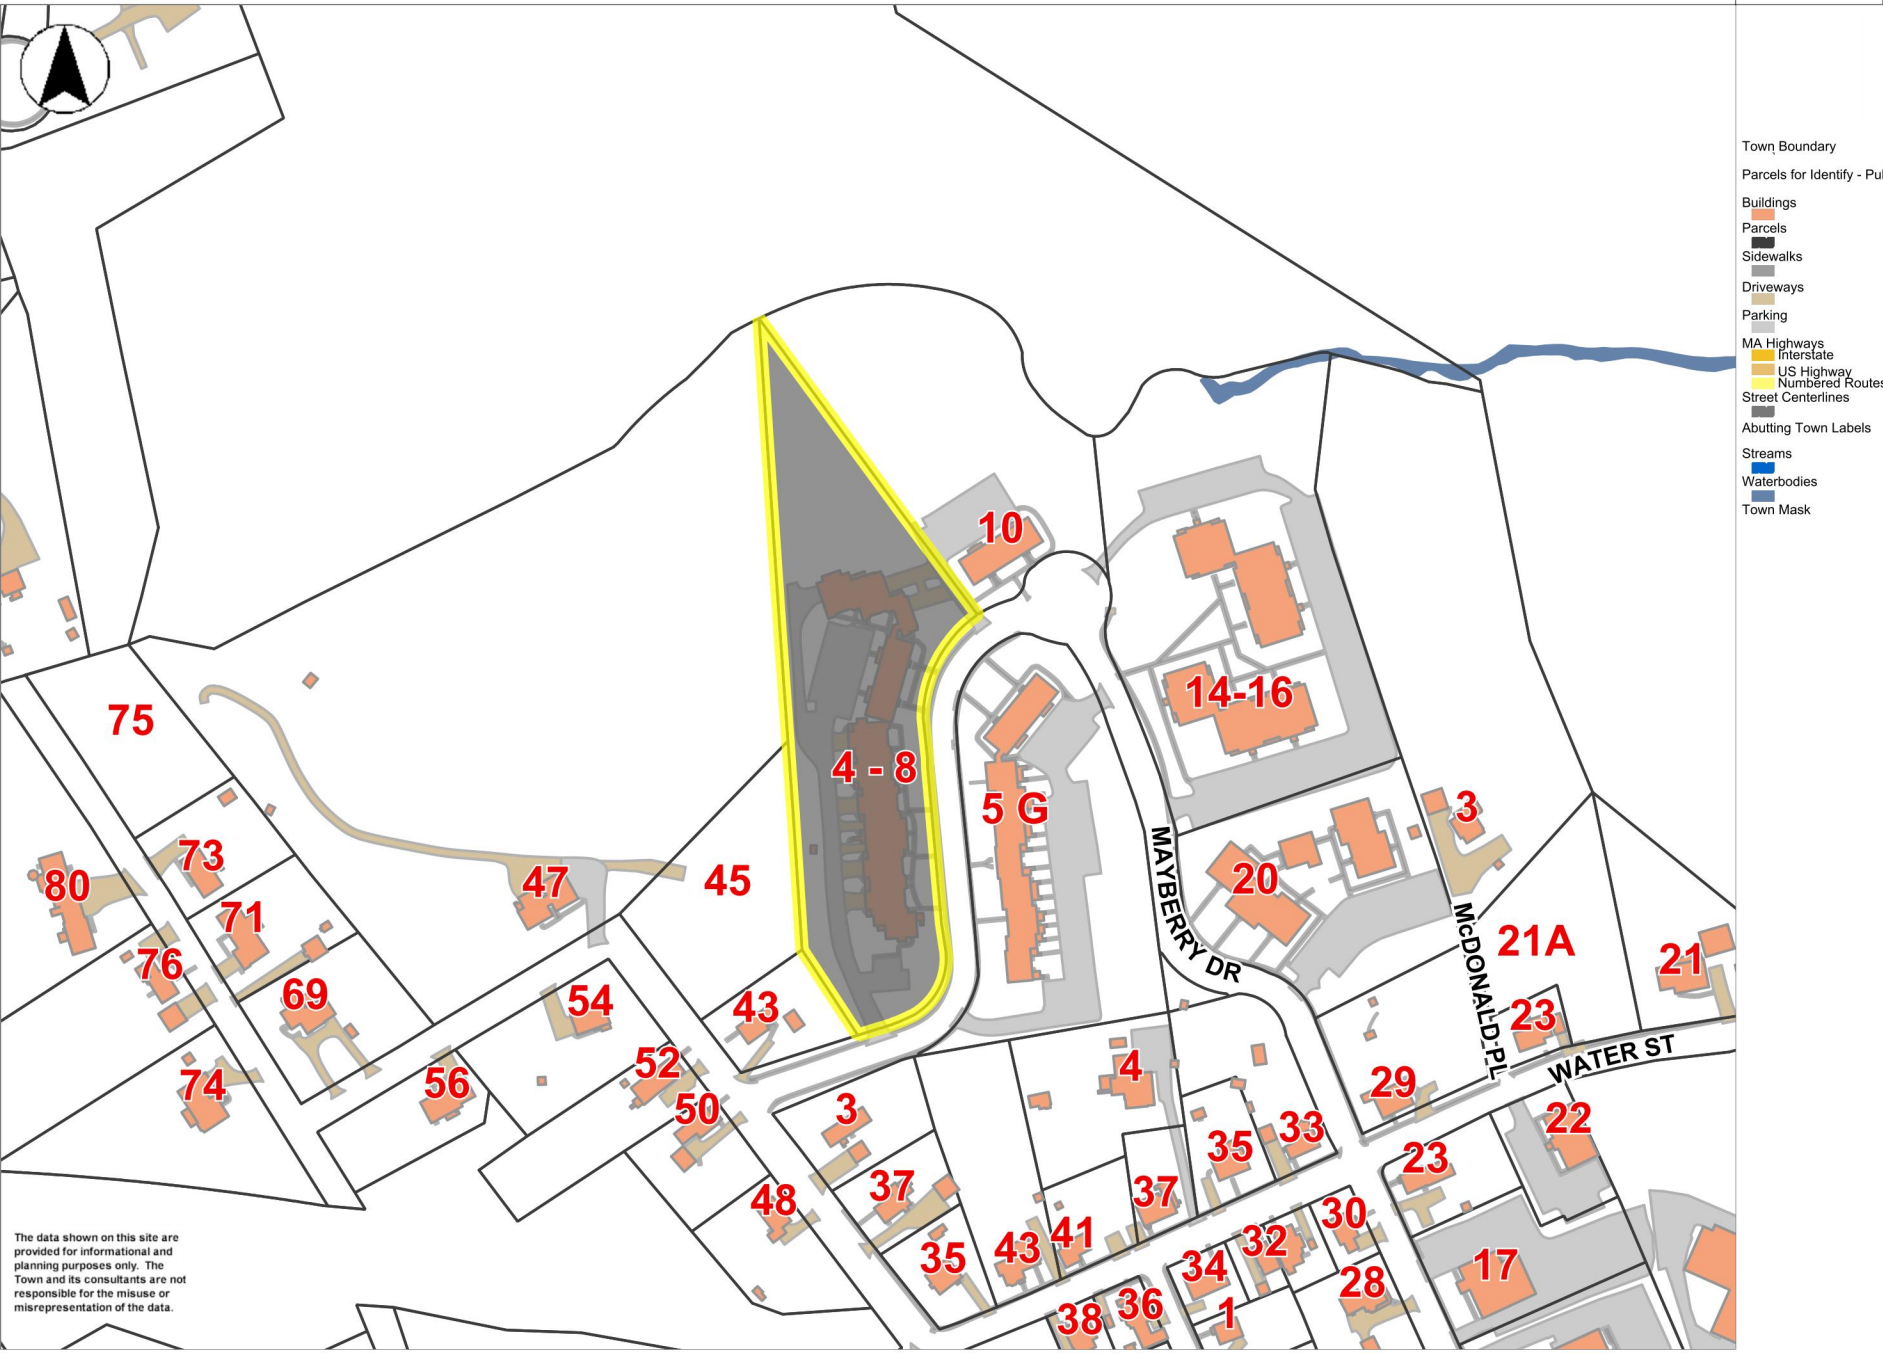 Town Boundary
Parcels for Identify - Pul
Buildings
Parcels
Sidewalks
Driveways
Parking
MA Highways
Interstate
US Highway
Numbered Routes
Street Centerlines
Abutting Town Labels
Streams
Waterbodies
Town Mask
10
14-16
75
4 - 8
5 G
3
73
47
45
20
80
71
21A
76
21
69
54
43
23
52
4
56
29
74
50
3
22
33
35
23
37
37
48
30
41
32
43
35
34
17
28
36
1
38
MAYBERRY DR
McDONALD PL
WATER ST
The data shown on this site are
provided for informational and
planning purposes only. The
Town and its consultants are not
responsible for the misuse or
misrepresentation of the data.